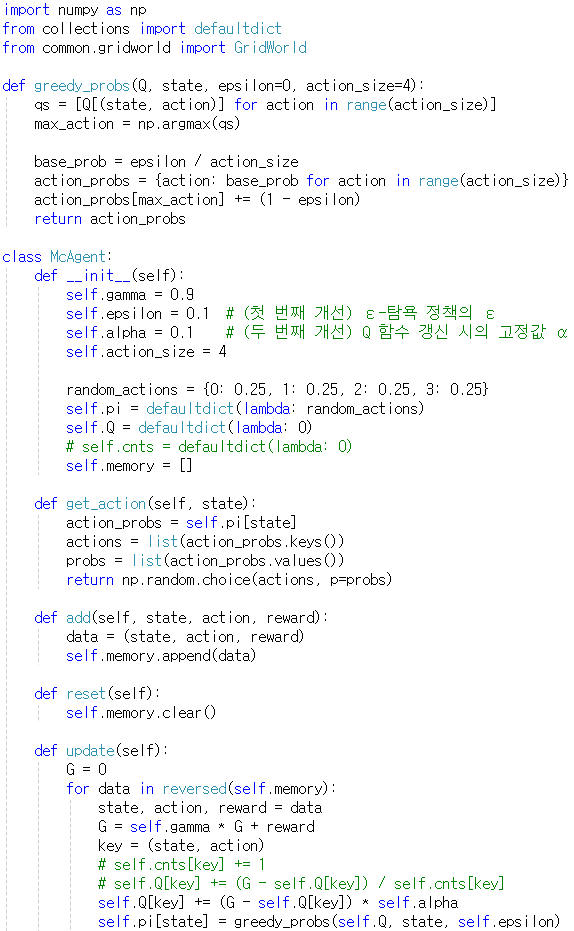 import numpy as np
from collections import defaultdict
from common.gridworld import GridWorld

def greedy_probs(Q, state, epsilon=0, action_size=4):
    qs = [Q[(state, action)] for action in range(action_size)]
    max_action = np.argmax(qs)

    base_prob = epsilon / action_size
    action_probs = {action: base_prob for action in range(action_size)}
    action_probs[max_action] += (1 - epsilon)
    return action_probs

class McAgent:
    def __init__(self):
        self.gamma = 0.9
        self.epsilon = 0.1  # (첫 번째 개선) ε-탐욕 정책의 ε
        self.alpha = 0.1    # (두 번째 개선) Q 함수 갱신 시의 고정값 α
        self.action_size = 4

        random_actions = {0: 0.25, 1: 0.25, 2: 0.25, 3: 0.25}
        self.pi = defaultdict(lambda: random_actions)
        self.Q = defaultdict(lambda: 0)
        # self.cnts = defaultdict(lambda: 0)
        self.memory = []

    def get_action(self, state):
        action_probs = self.pi[state]
        actions = list(action_probs.keys())
        probs = list(action_probs.values())
        return np.random.choice(actions, p=probs)

    def add(self, state, action, reward):
        data = (state, action, reward)
        self.memory.append(data)

    def reset(self):
        self.memory.clear()

    def update(self):
        G = 0
        for data in reversed(self.memory):
            state, action, reward = data
            G = self.gamma * G + reward
            key = (state, action)
            # self.cnts[key] += 1
            # self.Q[key] += (G - self.Q[key]) / self.cnts[key]
            self.Q[key] += (G - self.Q[key]) * self.alpha
            self.pi[state] = greedy_probs(self.Q, state, self.epsilon)